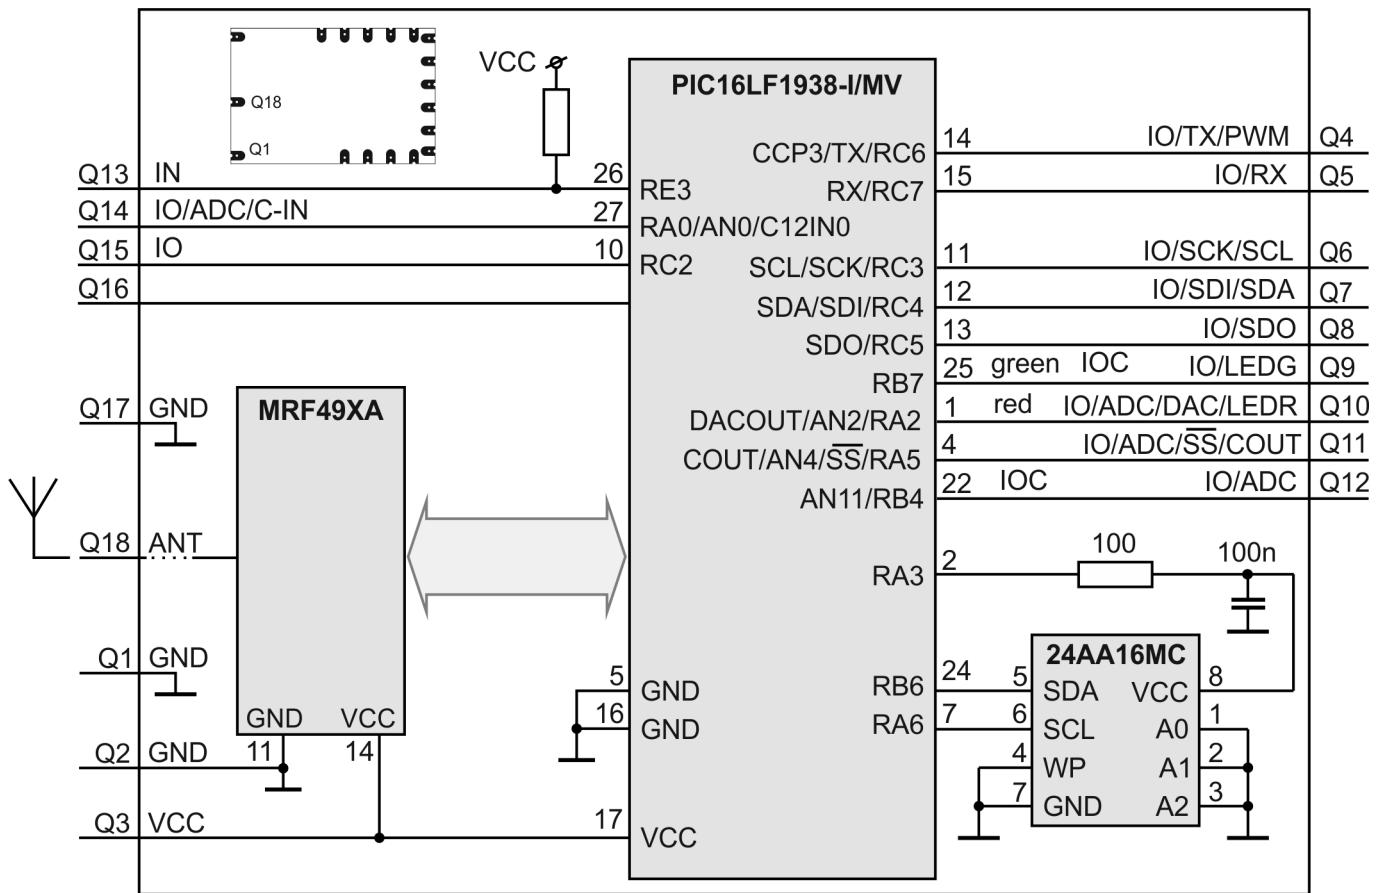 VCC
PIC16LF1938-I/MV
Q18
Q1
Q13 IN 26 RE3
Q14 IO/ADC/C-IN 27 RA0/AN0/C12IN0
Q15 IO 10 RC2
Q16
CCP3/TX/RC6 14 IO/TX/PWM Q4
RX/RC7 15 IO/RX Q5
SCL/SCK/RC3 11 IO/SCK/SCL Q6
SDA/SDI/RC4 12 IO/SDI/SDA Q7
SDO/RC5 13 IO/SDO Q8
RB7 25 green IOC IO/LEDG Q9
DACOUT/AN2/RA2 1 red IO/ADC/DAC/LEDR Q10
COUT/AN4/SS/RA5 4 IO/ADC/SS/COUT Q11
AN11/RB4 22 IOC IO/ADC Q12
Q17 GND
MRF49XA
Q18 ANT
RA3 2 100 100n
Q1 GND
GND VCC
11 14
Q2 GND
Q3 VCC 17 VCC
5 GND
16 GND
24AA16MC
RB6 24 5 SDA VCC 8
RA6 7 6 SCL A0 1
4 WP A1 2
7 GND A2 3